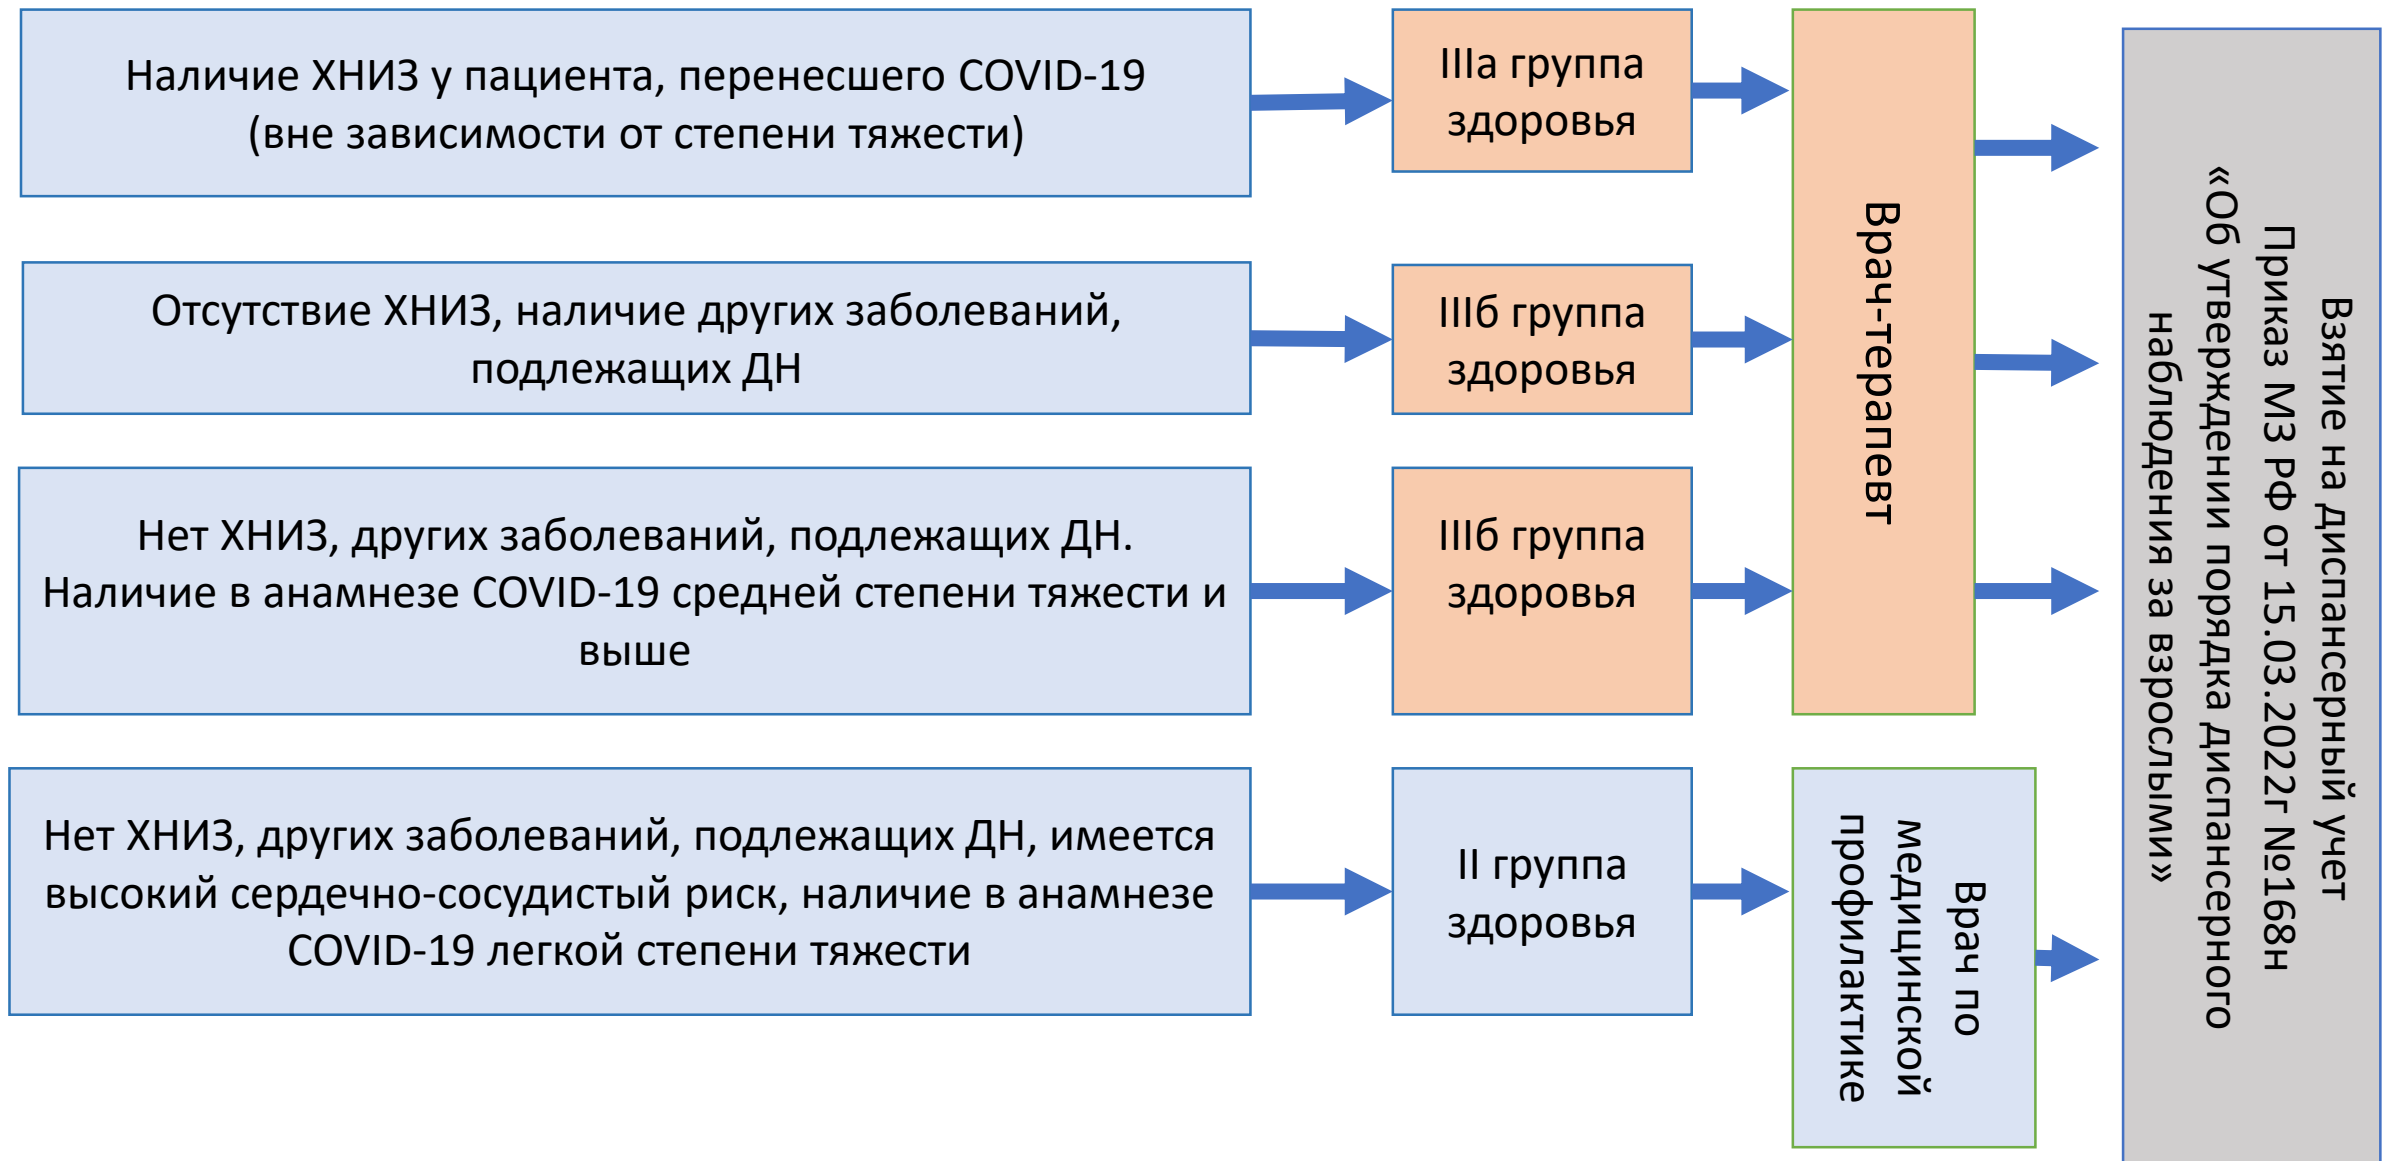 Наличие ХНИЗ у пациента, перенесшего COVID-19
(вне зависимости от степени тяжести)
IIIа группа
здоровья
Отсутствие ХНИЗ, наличие других заболеваний,
подлежащих ДН
IIIб группа
здоровья
Нет ХНИЗ, других заболеваний, подлежащих ДН.
Наличие в анамнезе COVID-19 средней степени тяжести и
выше
IIIб группа
здоровья
Врач-терапевт
Нет ХНИЗ, других заболеваний, подлежащих ДН, имеется
высокий сердечно-сосудистый риск, наличие в анамнезе
COVID-19 легкой степени тяжести
II группа
здоровья
Врач по
медицинской
профилактике
Взятие на диспансерный учет
Приказ МЗ РФ от 15.03.2022г №168н
«Об утверждении порядка диспансерного
наблюдения за взрослыми»